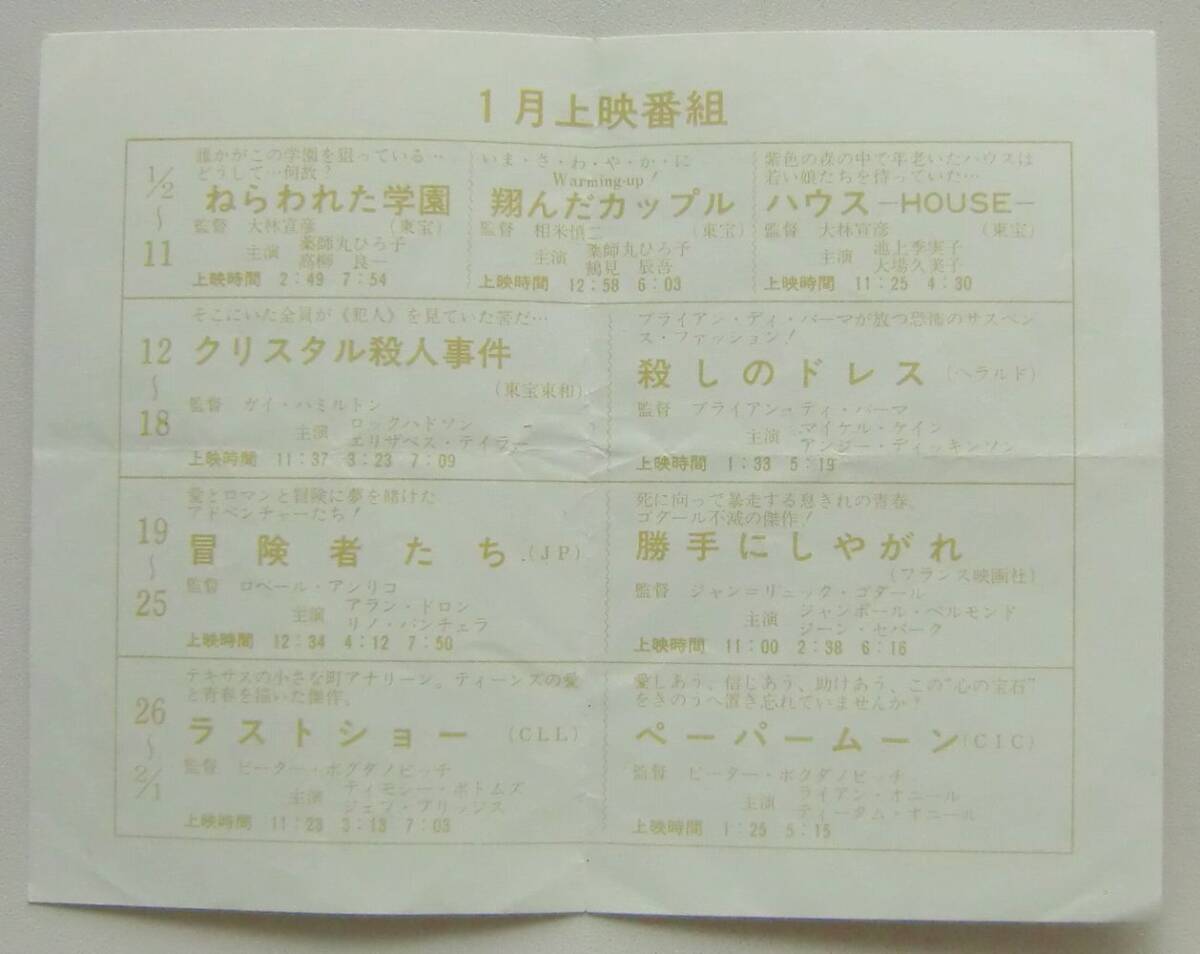 1月上映番組
1/2
〜
11
誰かがこの学園を狙っている…
どうして…何故?
ねらわれた学園
監督 大林宣彦 (東宝)
主演 薬師丸ひろ子
高柳 良一
上映時間 2:49 7:54
いま・さ・わ・や・か・に
Warming-up!
翔んだカップル
監督 相米慎二 (東宝)
主演 薬師丸ひろ子
鶴見 辰吾
上映時間 12:58 6:03
紫色の森の中で年老いたハウスは
若い娘たちを待っていた…
ハウス—HOUSE—
監督 大林宣彦 (東宝)
主演 池上季実子
大場久美子
上映時間 11:25 4:30
12
〜
18
そこにいた全員が《犯人》を見ていた筈だ…
クリスタル殺人事件
(東宝東和)
監督 ガイ・ハミルトン
主演 ロックハドソン
エリザベス・テイラー
上映時間 11:37 3:23 7:09
ブライアン・ディ・パーマが放つ恐怖のサスペン
ス・ファッション!
殺しのドレス (ヘラルド)
監督 ブライアン・ディ・パーマ
主演 マイケル・ケイン
アンジー・ディッキンソン
上映時間 1:33 5:19
19
〜
25
愛とロマンと冒険に夢を賭けた
アドベンチャーたち!
冒険者たち (JP)
監督 ロベール・アンリコ
主演 アラン・ドロン
リノ・バンチェラ
上映時間 12:34 4:12 7:50
死に向って暴走する息きれの青春。
ゴダール不滅の傑作!
勝手にしやがれ
(フランス映画社)
監督 ジャン=リュック・ゴダール
主演 ジャンポール・ベルモンド
ジーン・セバーク
上映時間 11:00 2:38 6:16
26
〜
2/1
テキサスの小さな町アナリーン。ティーンズの愛
と青春を描いた傑作。
ラストショー (CLL)
監督 ピーター・ボグダノビッチ
主演 ティモシー・ボトムズ
ジェフ・ブリッジス
上映時間 11:23 3:13 7:03
愛しあう、信じあう、助けあう、この“心の宝石”
をきのうへ置き忘れていませんか?
ペーパームーン (CIC)
監督 ピーター・ボグダノビッチ
主演 ライアン・オニール
ティータム・オニール
上映時間 1:25 5:15